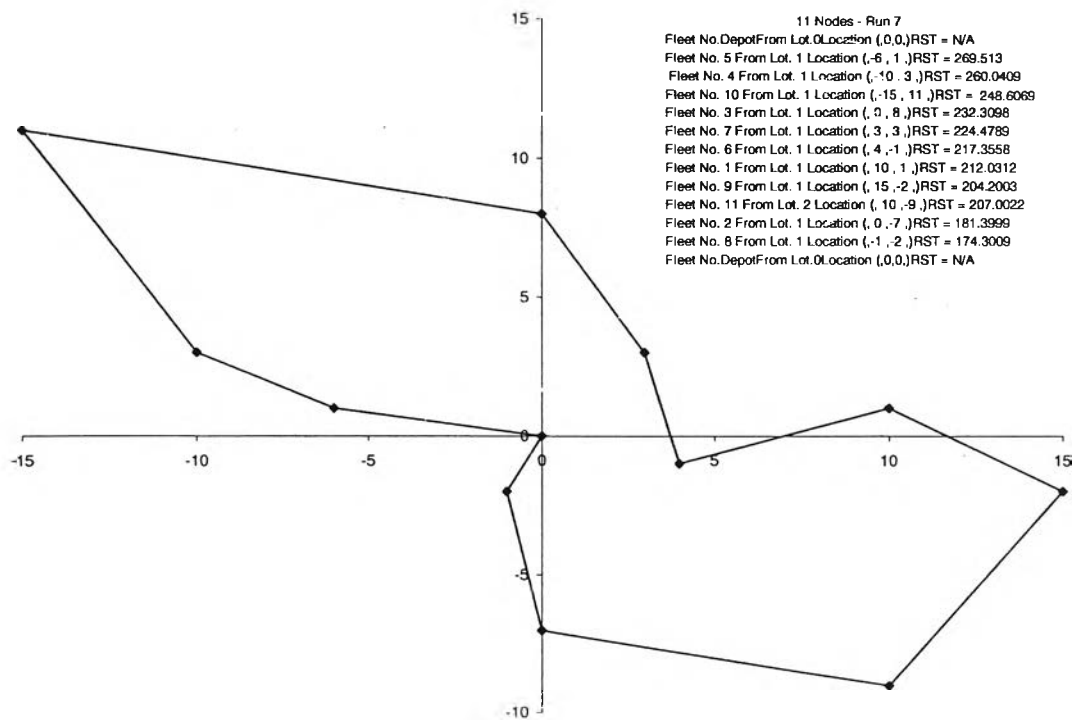 15
11 Nodes - Run 7
Fleet No.DepotFrom Lot.0Location (,0,0,)RST = N/A
Fleet No. 5 From Lot. 1 Location (,-6 , 1 ,)RST = 269.513
Fleet No. 4 From Lot. 1 Location (,-10 , 3 ,)RST = 260.0409
Fleet No. 10 From Lot. 1 Location (,-15 , 11 ,)RST = 248.6069
Fleet No. 3 From Lot. 1 Location (, 0 , 8 ,)RST = 232.3098
Fleet No. 7 From Lot. 1 Location (, 3 , 3 ,)RST = 224.4789
Fleet No. 6 From Lot. 1 Location (, 4 ,-1 ,)RST = 217.3558
Fleet No. 1 From Lot. 1 Location (, 10 , 1 ,)RST = 212.0312
Fleet No. 9 From Lot. 1 Location (, 15 ,-2 ,)RST = 204.2003
Fleet No. 11 From Lot. 2 Location (, 10 ,-9 ,)RST = 207.0022
Fleet No. 2 From Lot. 1 Location (, 0 ,-7 ,)RST = 181.3999
Fleet No. 8 From Lot. 1 Location (,-1 ,-2 ,)RST = 174.3009
Fleet No.DepotFrom Lot.0Location (,0,0,)RST = N/A
10
5
0
-15 -10 -5 0 5 10 15
-5
-10